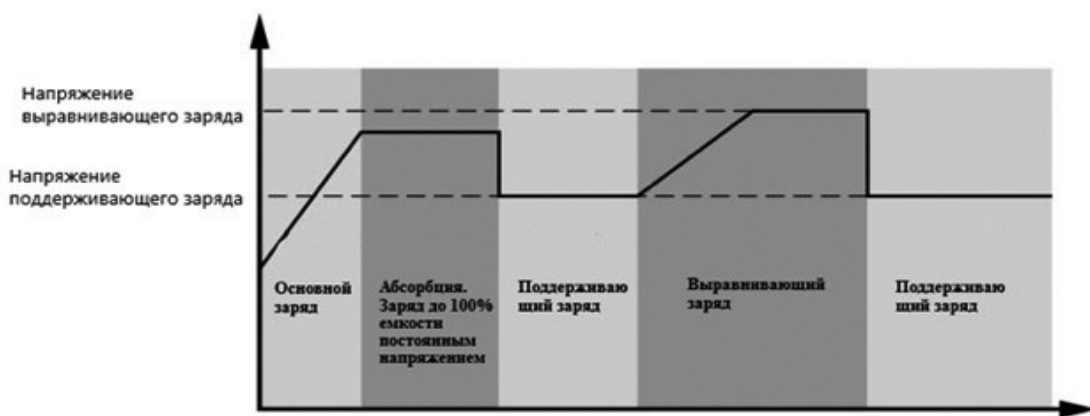 Напряжение
выравнивающего заряда
Напряжение
поддерживающего заряда
Основной
заряд
Абсорбция.
Заряд до 100%
емкости
постоянным
напряжением
Поддерживаю
щий заряд
Выравнивающий
заряд
Поддерживаю
щий заряд